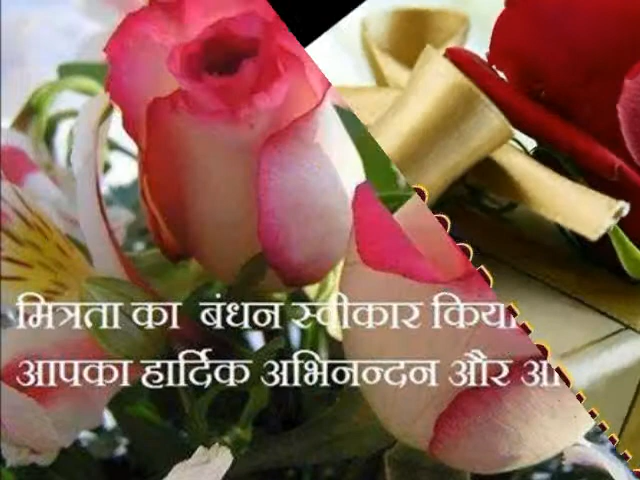 मित्रता का बंधन स्वीकार किया
आपका हार्दिक अभिनन्दन और